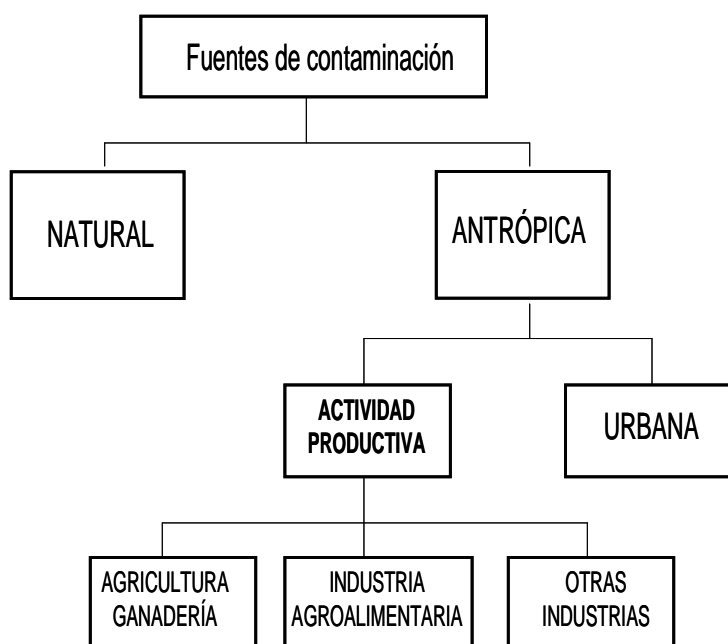 Fuentes de contaminación
NATURAL
ANTRÓPICA
ACTIVIDAD
PRODUCTIVA
URBANA
AGRICULTURA
GANADERÍA
INDUSTRIA
AGROALIMENTARIA
OTRAS
INDUSTRIAS